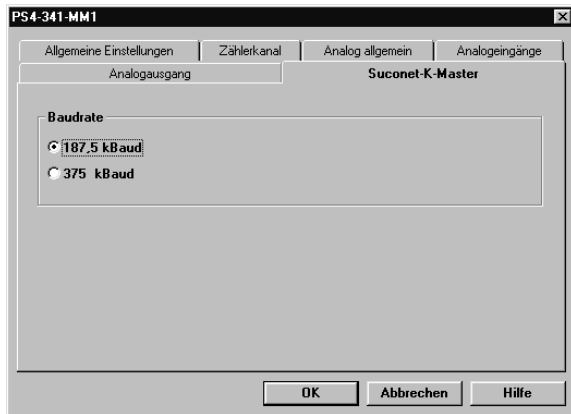 PS4-341-MM1
Allgemeine Einstellungen Zählerkanal Analog allgemein Analogeingänge
Analogausgang Suconet-K-Master
Baudrate
187,5 kBaud
375 kBaud
OK Abbrechen Hilfe